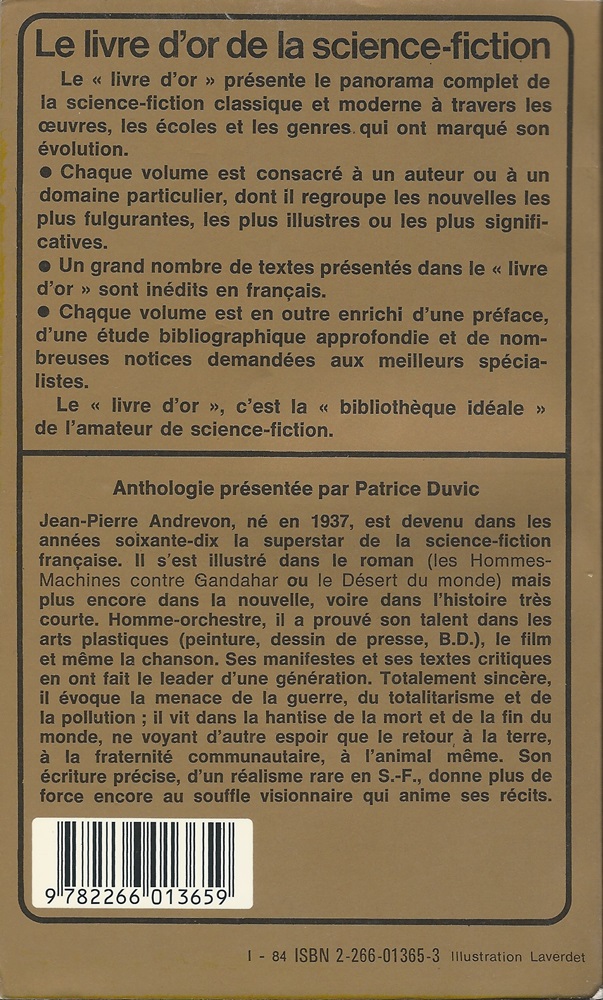 Le livre d'or de la science-fiction
Le « livre d'or » présente le panorama complet de
la science-fiction classique et moderne à travers les
œuvres, les écoles et les genres qui ont marqué son
évolution.
● Chaque volume est consacré à un auteur ou à un
domaine particulier, dont il regroupe les nouvelles les
plus fulgurantes, les plus illustres ou les plus signifi-
catives.
● Un grand nombre de textes présentés dans le « livre
d'or » sont inédits en français.
● Chaque volume est en outre enrichi d'une préface,
d'une étude bibliographique approfondie et de nom-
breuses notices demandées aux meilleurs spécia-
listes.
Le « livre d'or », c'est la « bibliothèque idéale »
de l'amateur de science-fiction.
Anthologie présentée par Patrice Duvic
Jean-Pierre Andrevon, né en 1937, est devenu dans les
années soixante-dix la superstar de la science-fiction
française. Il s'est illustré dans le roman (les Hommes-
Machines contre Gandahar ou le Désert du monde) mais
plus encore dans la nouvelle, voire dans l'histoire très
courte. Homme-orchestre, il a prouvé son talent dans les
arts plastiques (peinture, dessin de presse, B.D.), le film
et même la chanson. Ses manifestes et ses textes critiques
en ont fait le leader d'une génération. Totalement sincère,
il évoque la menace de la guerre, du totalitarisme et de
la pollution ; il vit dans la hantise de la mort et de la fin du
monde, ne voyant d'autre espoir que le retour à la terre,
à la fraternité communautaire, à l'animal même. Son
écriture précise, d'un réalisme rare en S.-F., donne plus de
force encore au souffle visionnaire qui anime ses récits.
9 782266 013659
I - 84 ISBN 2-266-01365-3 Illustration Laverdet